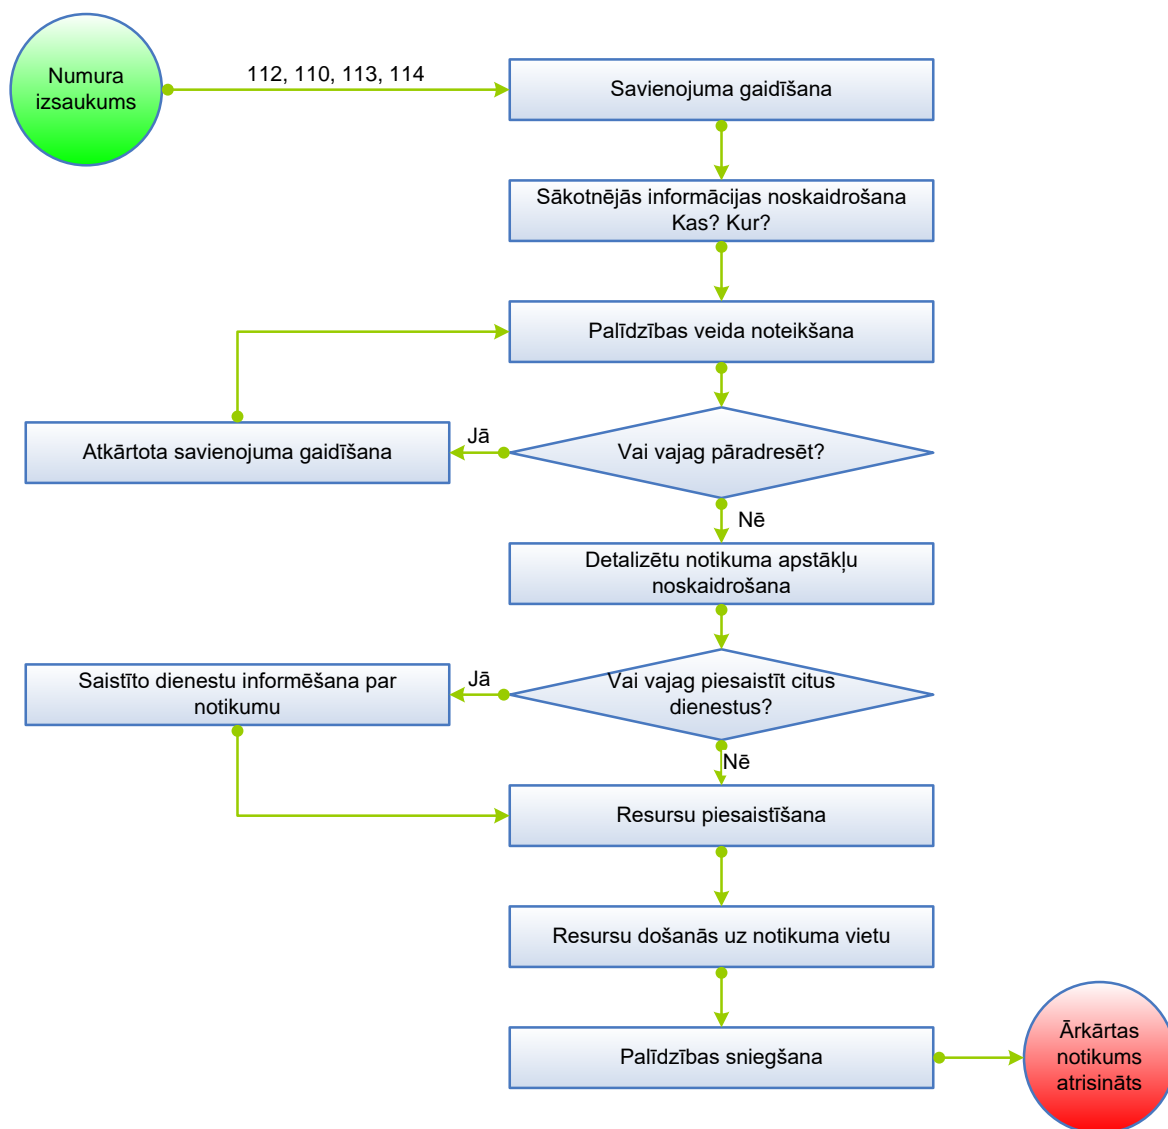 Numura
izsaukums
112, 110, 113, 114
Savienojuma gaidīšana
Sākotnējās informācijas noskaidrošana
Kas? Kur?
Palīdzības veida noteikšana
Atkārtota savienojuma gaidīšana
Jā
Vai vajag pāradresēt?
Nē
Detalizētu notikuma apstākļu
noskaidrošana
Saistīto dienestu informēšana par
notikumu
Jā
Vai vajag piesaistīt citus
dienestus?
Nē
Resursu piesaistīšana
Resursu došanās uz notikuma vietu
Palīdzības sniegšana
Ārkārtas
notikums
atrisināts